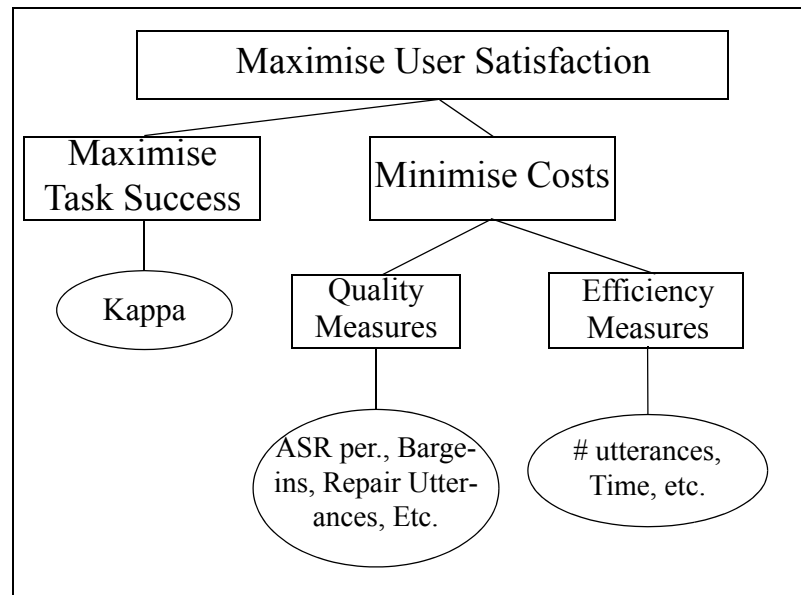 Maximise User Satisfaction
Maximise
Task Success
Minimise Costs
Kappa
Quality
Measures
Efficiency
Measures
ASR per., Barge-
ins, Repair Utter-
ances, Etc.
# utterances,
Time, etc.